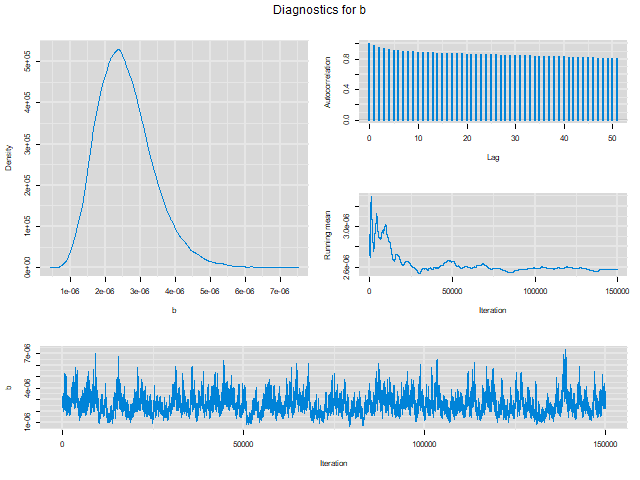 Diagnostics for b
Density
0e+00 1e+05 2e+05 3e+05 4e+05 5e+05
1e-06 2e-06 3e-06 4e-06 5e-06 6e-06 7e-06
b
Autocorrelation
0.0 0.4 0.8
0 10 20 30 40 50
Lag
Running mean
2.6e-06 3.0e-06
0 50000 100000 150000
Iteration
b
1e-06 4e-06 7e-06
0 50000 100000 150000
Iteration